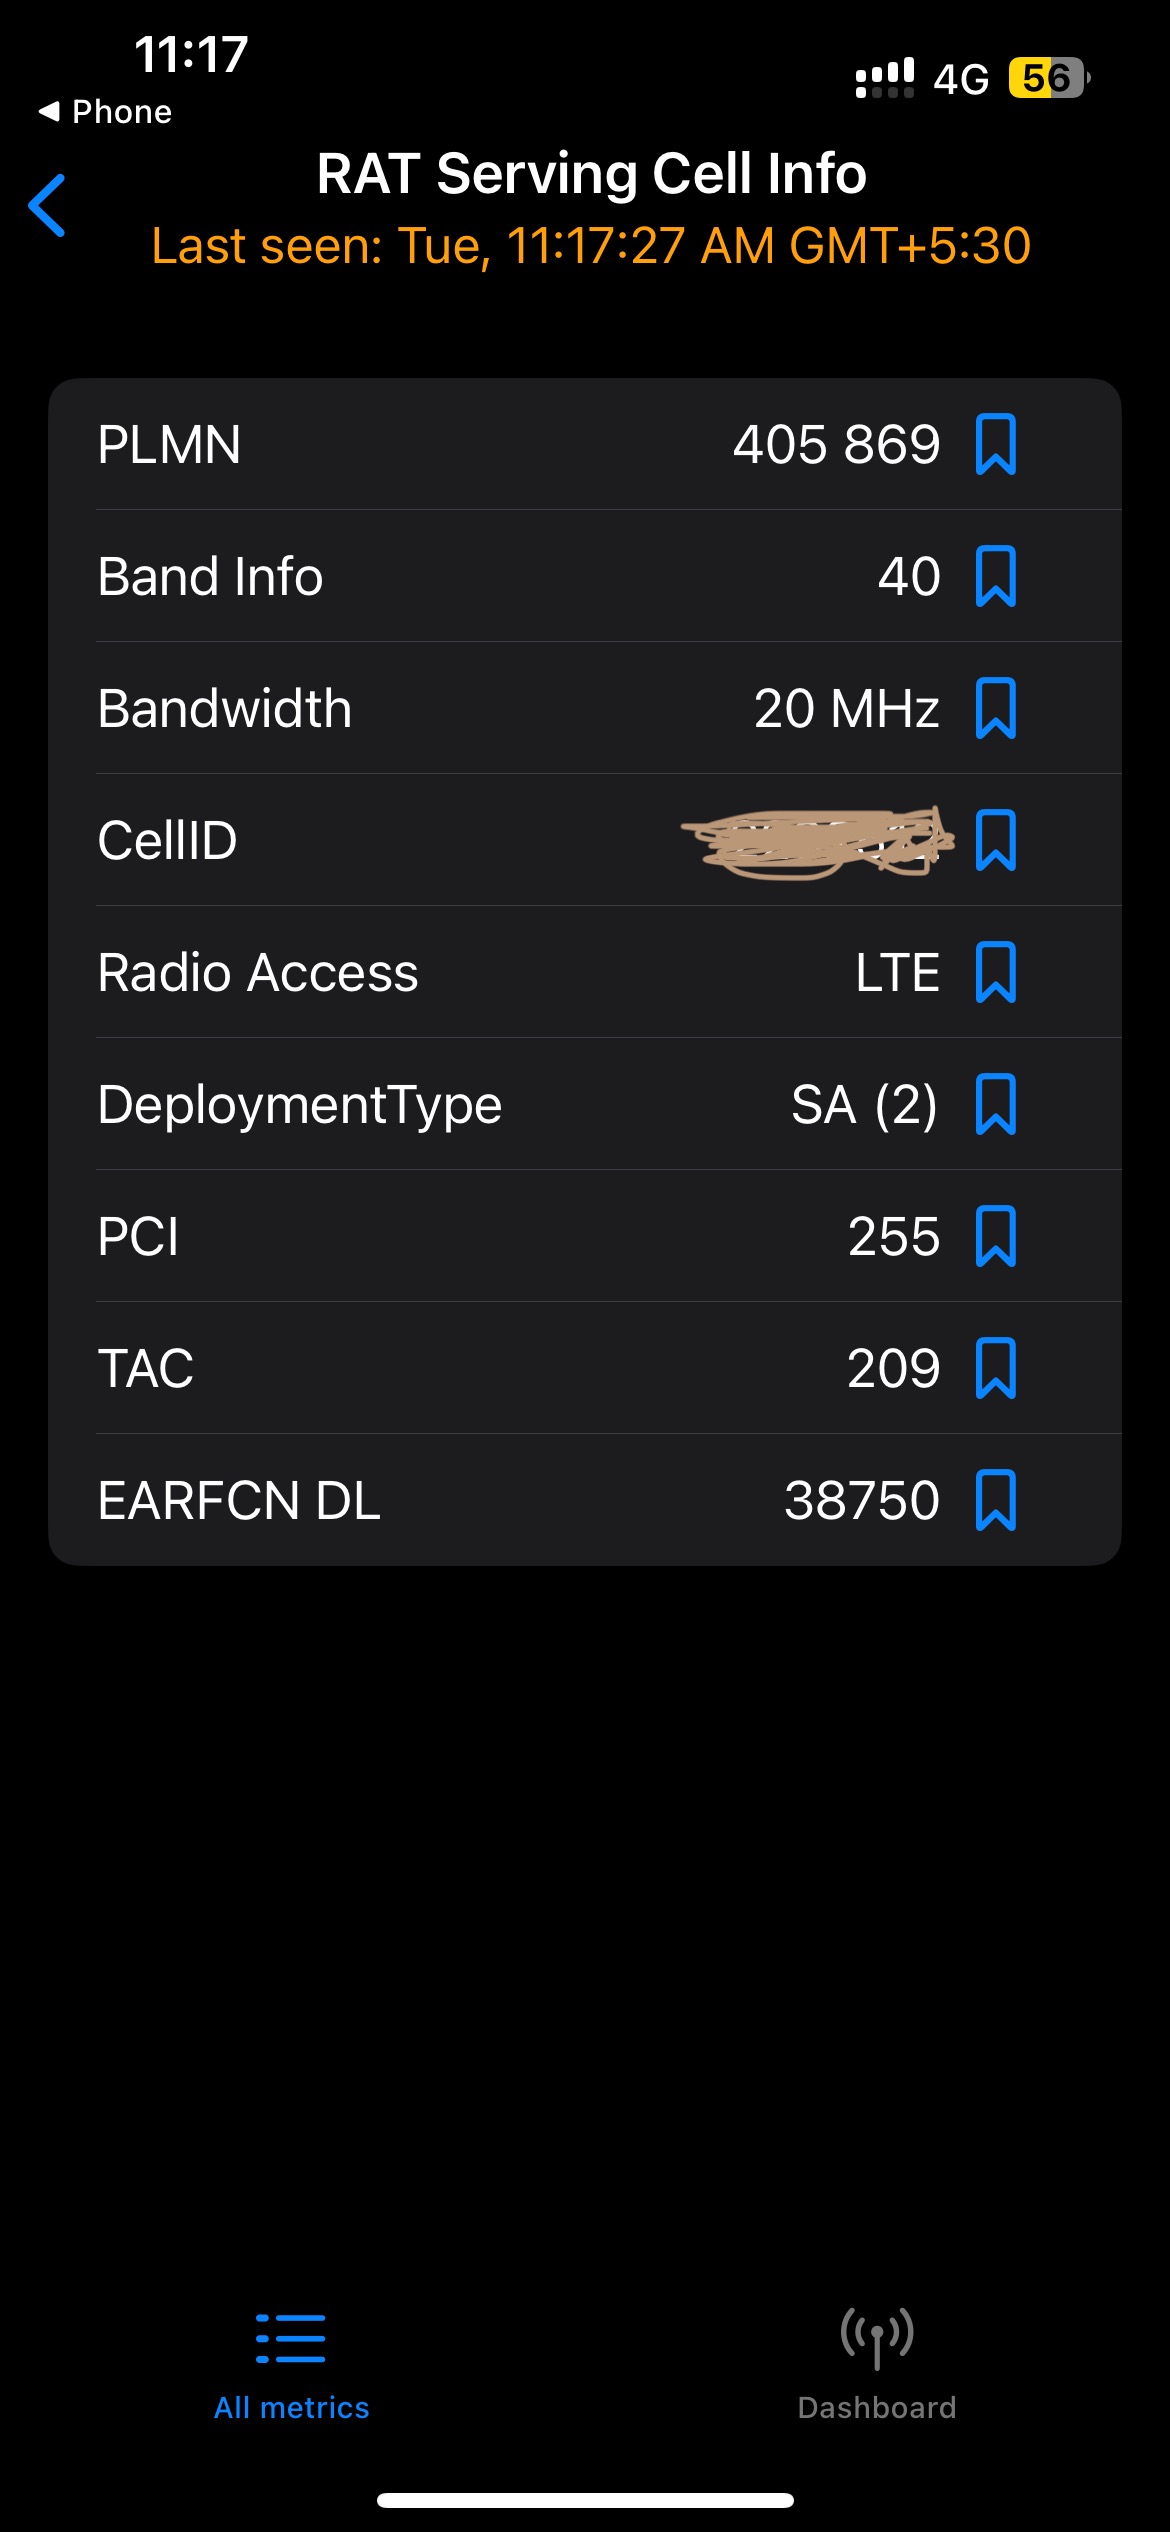 11:17
4G 56
◀ Phone
RAT Serving Cell Info
Last seen: Tue, 11:17:27 AM GMT+5:30
PLMN 405 869
Band Info 40
Bandwidth 20 MHz
CellID
Radio Access LTE
DeploymentType SA (2)
PCI 255
TAC 209
EARFCN DL 38750
All metrics Dashboard